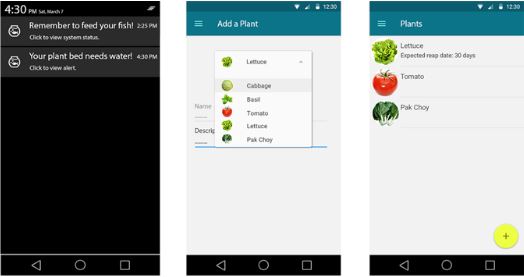 4:30 PM Sat, March 7
Remember to feed your fish! 2:25 PM
Click to view system status.
Your plant bed needs water! 4:30 PM
Click to view alert.
12:30
Add a Plant
Lettuce
Cabbage
Basil
Tomato
Lettuce
Pak Choy
Name
Descrip
12:30
Plants
Lettuce
Expected reap date: 30 days
Tomato
Pak Choy
+